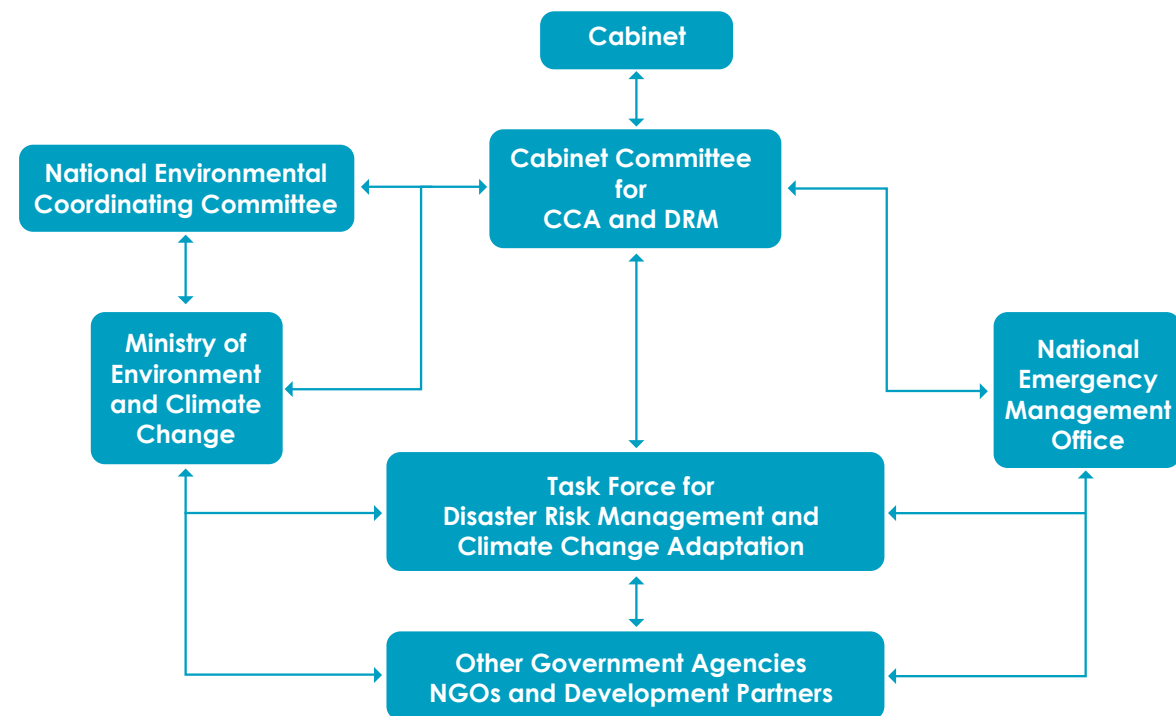 Cabinet
Cabinet Committee
for
CCA and DRM
National Environmental
Coordinating Committee
Ministry of
Environment
and Climate
Change
National
Emergency
Management
Office
Task Force for
Disaster Risk Management and
Climate Change Adaptation
Other Government Agencies
NGOs and Development Partners